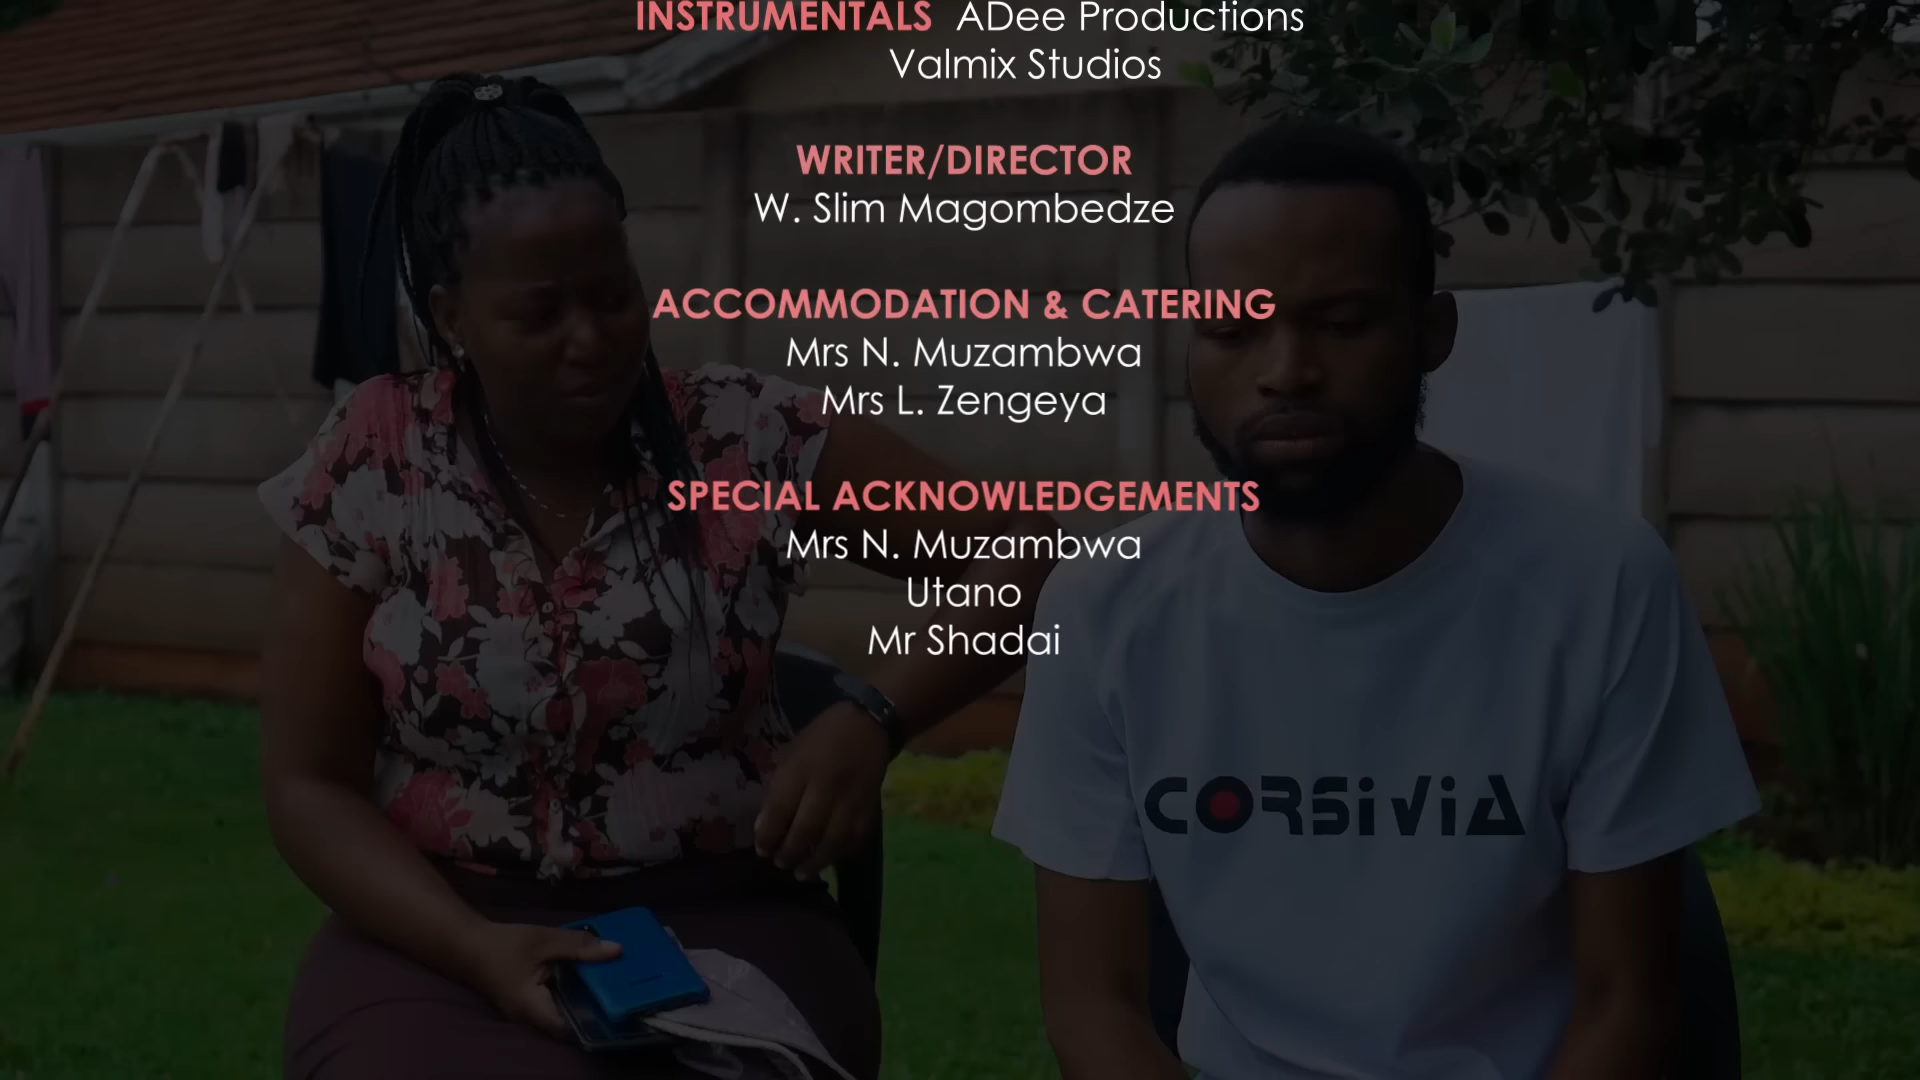 INSTRUMENTALS ADee Productions
Valmix Studios
WRITER/DIRECTOR
W. Slim Magombedze
ACCOMMODATION & CATERING
Mrs N. Muzambwa
Mrs L. Zengeya
SPECIAL ACKNOWLEDGEMENTS
Mrs N. Muzambwa
Utano
Mr Shadai
CORSiViA